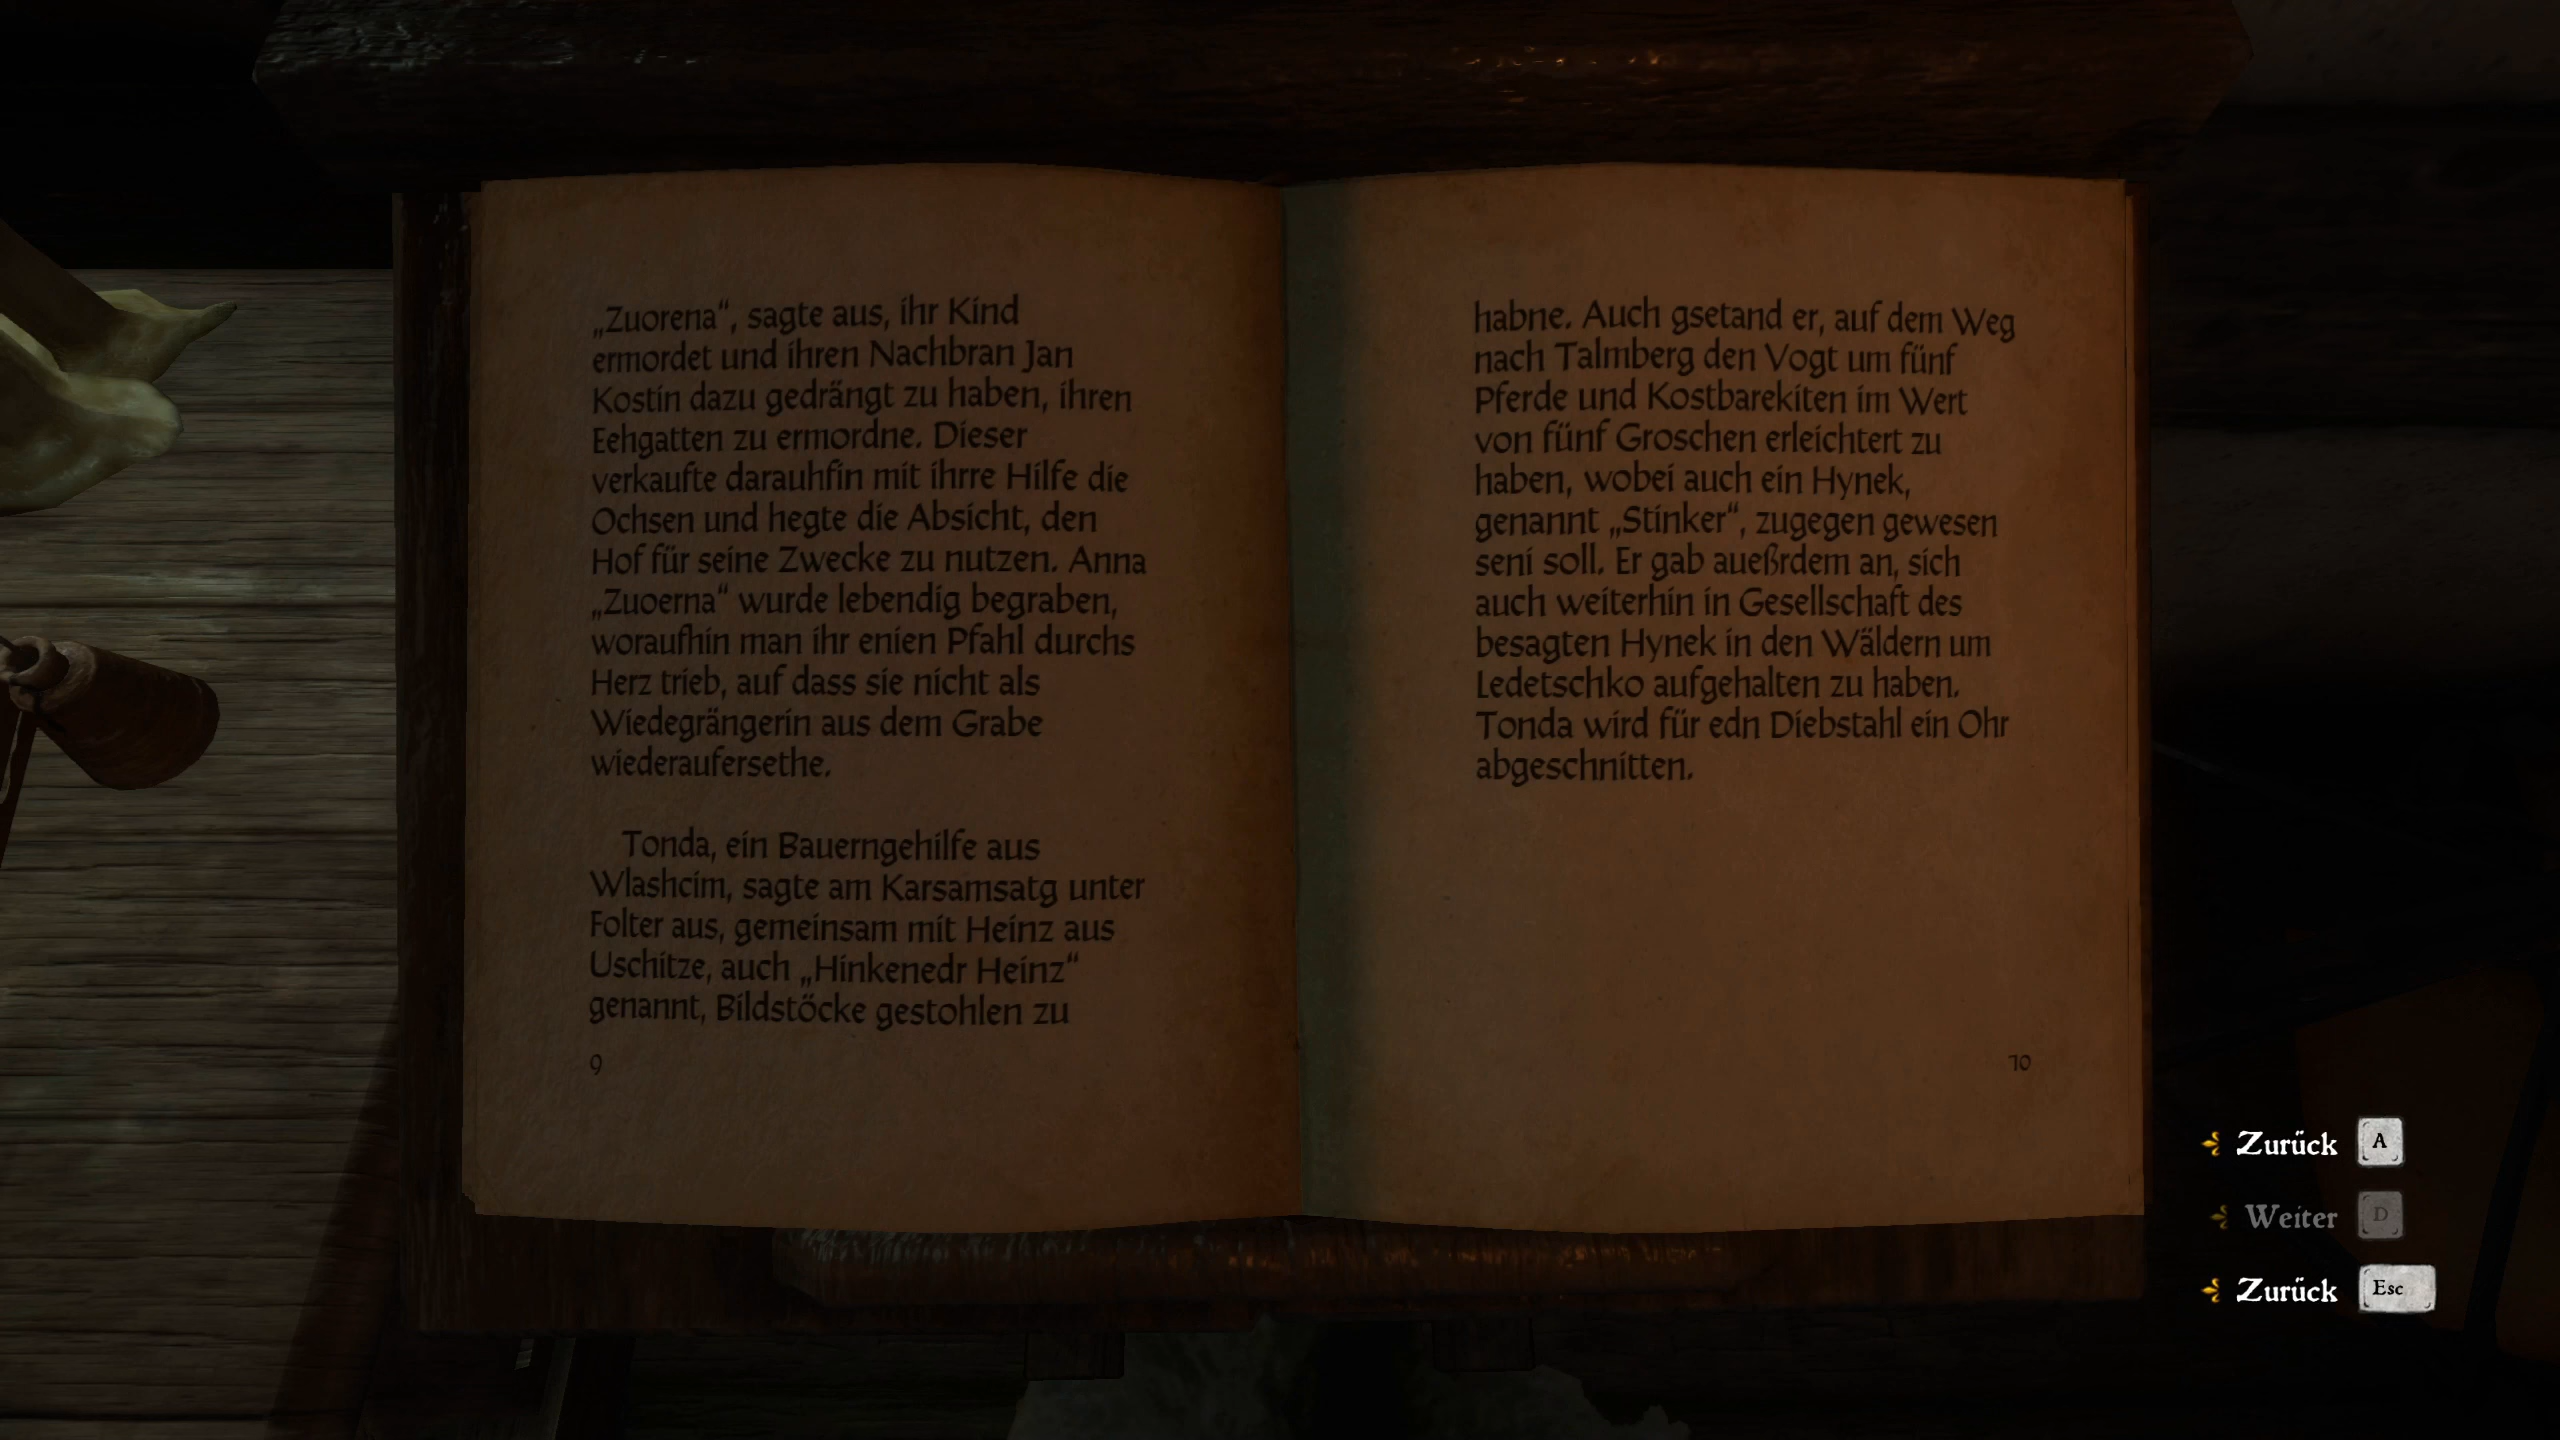 „Zuorena“, sagte aus, ihr Kind
ermordet und ihren Nachbran Jan
Kostin dazu gedrängt zu haben, ihren
Eehgatten zu ermordne. Dieser
verkaufte darauhfin mit ihrre Hilfe die
Ochsen und hegte die Absicht, den
Hof für seine Zwecke zu nutzen. Anna
„Zuoerna“ wurde lebendig begraben,
woraufhin man ihr enien Pfahl durchs
Herz trieb, auf dass sie nicht als
Wiedegrängerin aus dem Grabe
wiederaufersethe.
Tonda, ein Bauerngehilfe aus
Wlashcim, sagte am Karsamsatg unter
Folter aus, gemeinsam mit Heinz aus
Uschitze, auch „Hinkenedr Heinz“
genannt, Bildstöcke gestohlen zu
9
habne. Auch gsetand er, auf dem Weg
nach Talmberg den Vogt um fünf
Pferde und Kostbarekiten im Wert
von fünf Groschen erleichtert zu
haben, wobei auch ein Hynek,
genannt „Stinker“, zugegen gewesen
seni soll. Er gab aueßrdem an, sich
auch weiterhin in Gesellschaft des
besagten Hynek in den Wäldern um
Ledetschko aufgehalten zu haben.
Tonda wird für edn Diebstahl ein Ohr
abgeschnitten.
10
Zurück A
Weiter D
Zurück Esc